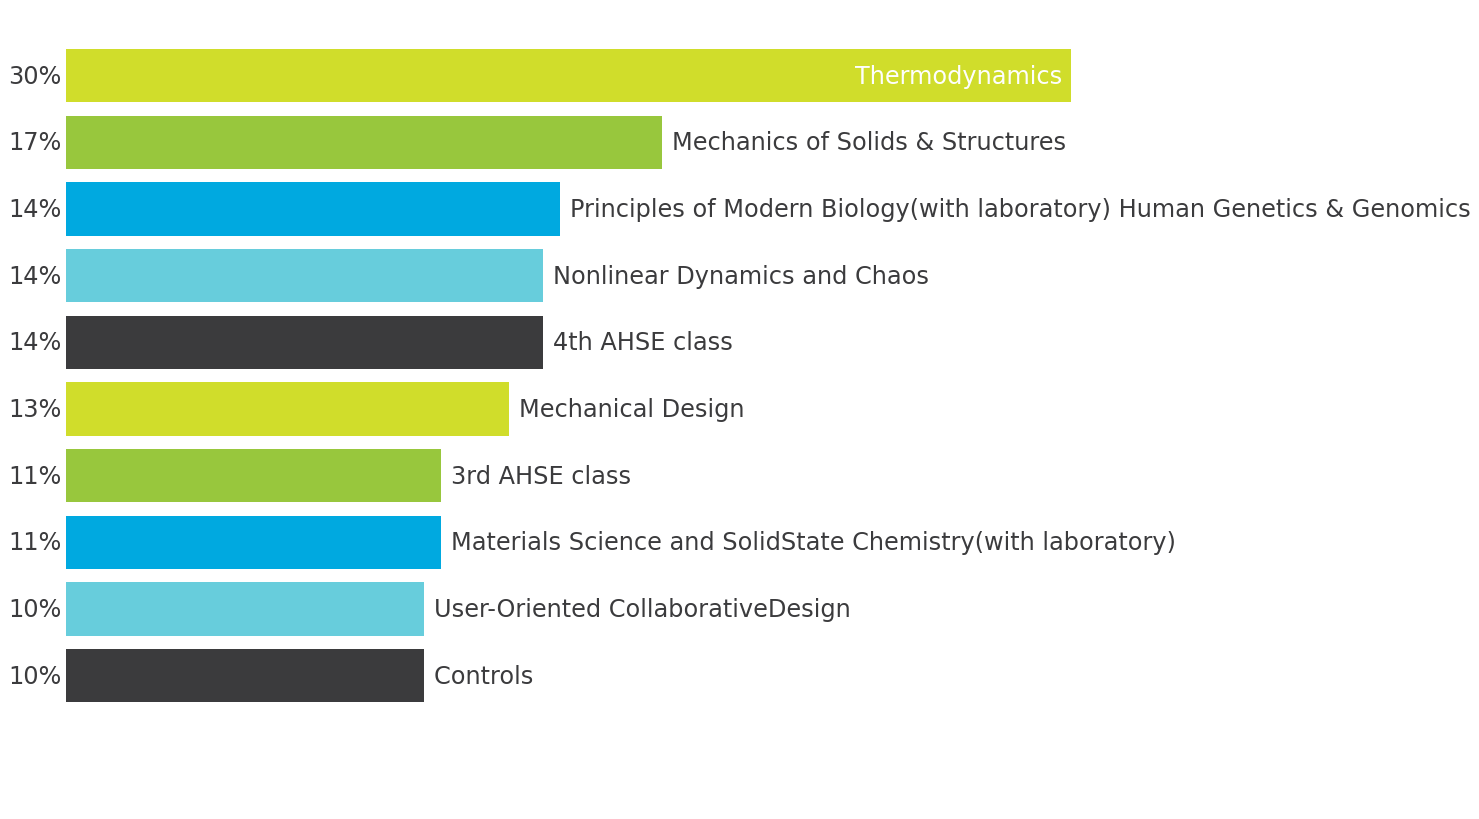 30% Thermodynamics
17% Mechanics of Solids & Structures
14% Principles of Modern Biology(with laboratory) Human Genetics & Genomics
14% Nonlinear Dynamics and Chaos
14% 4th AHSE class
13% Mechanical Design
11% 3rd AHSE class
11% Materials Science and SolidState Chemistry(with laboratory)
10% User-Oriented CollaborativeDesign
10% Controls